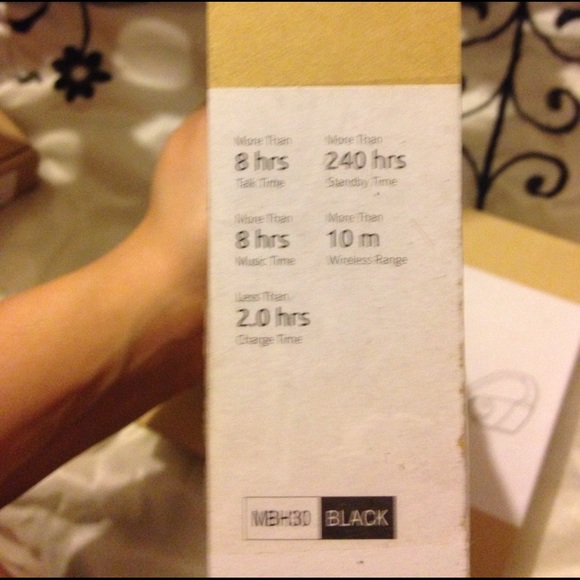 More Than
8 hrs
Talk Time
More Than
240 hrs
Standby Time
More Than
8 hrs
Music Time
More Than
10 m
Wireless Range
Less Than
2.0 hrs
Charge Time
MBH30 BLACK